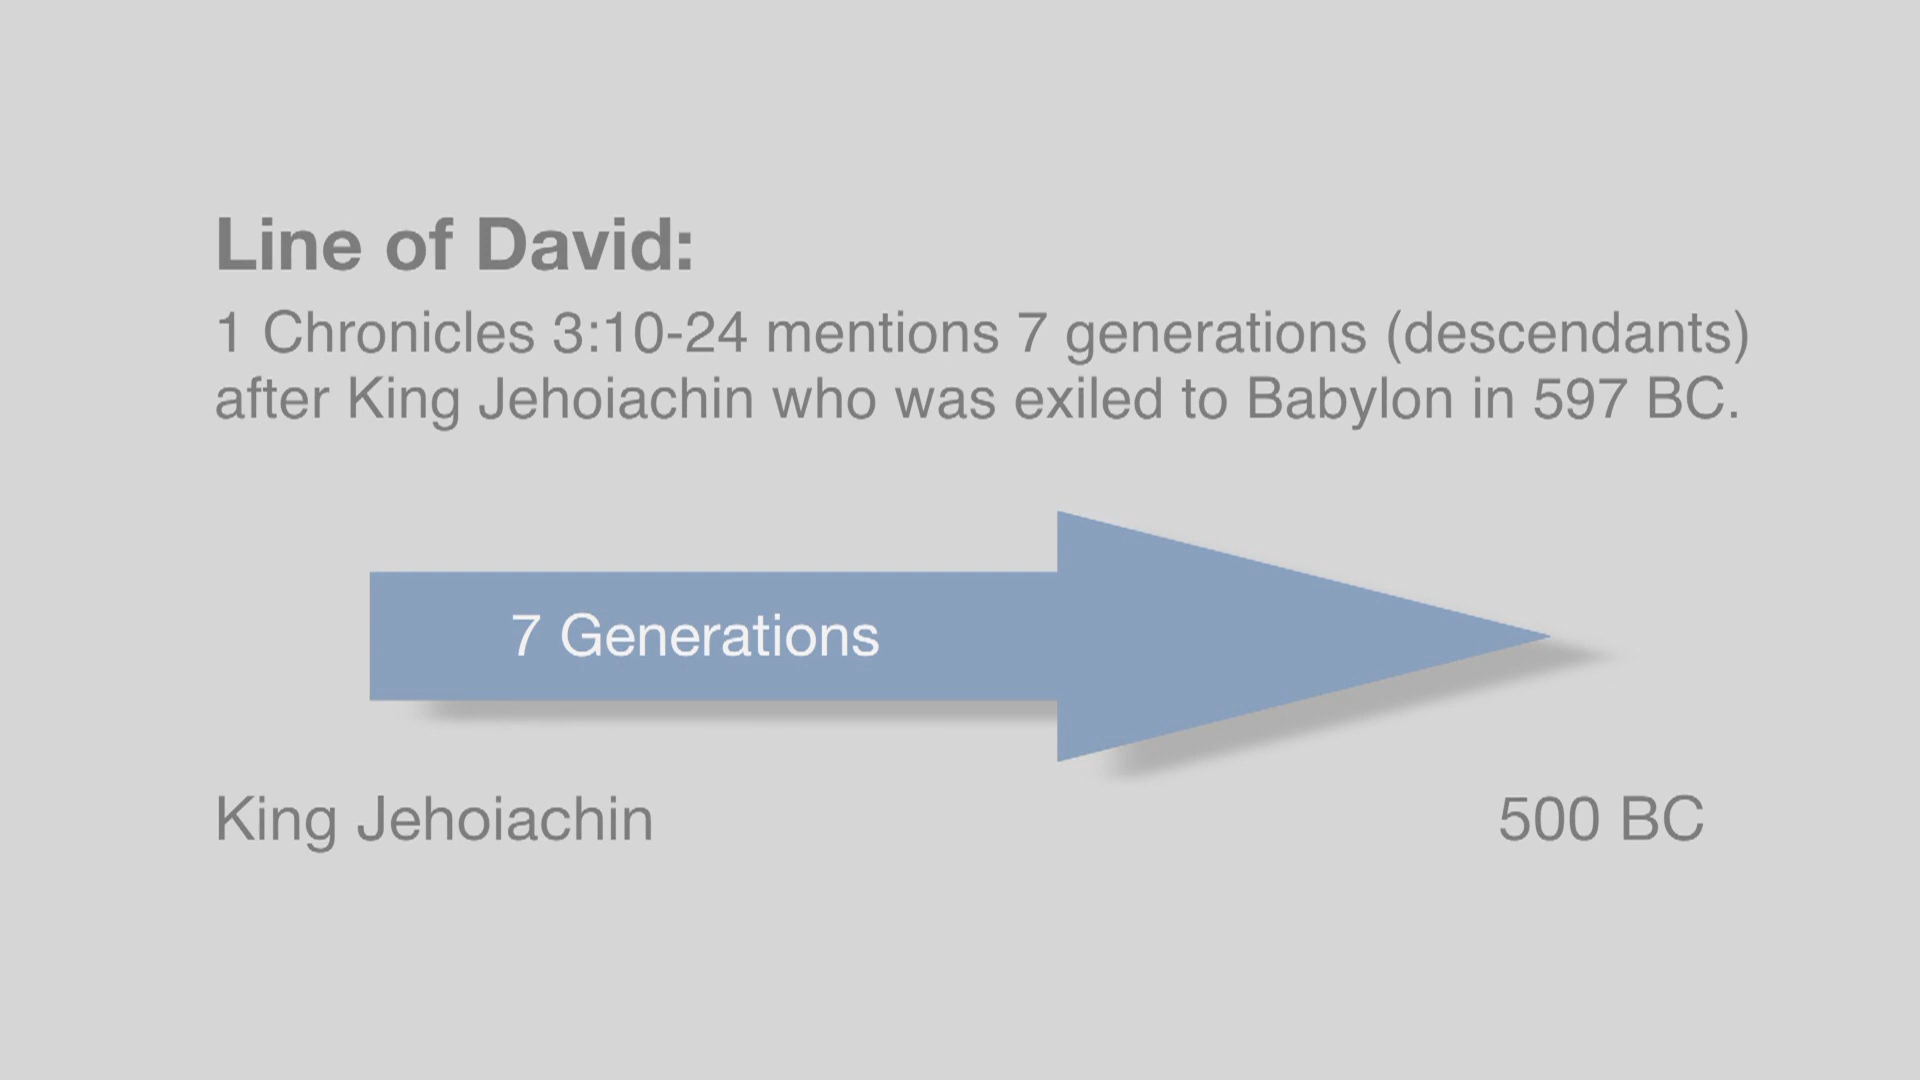 Line of David:
1 Chronicles 3:10-24 mentions 7 generations (descendants)
after King Jehoiachin who was exiled to Babylon in 597 BC.
7 Generations
King Jehoiachin
500 BC